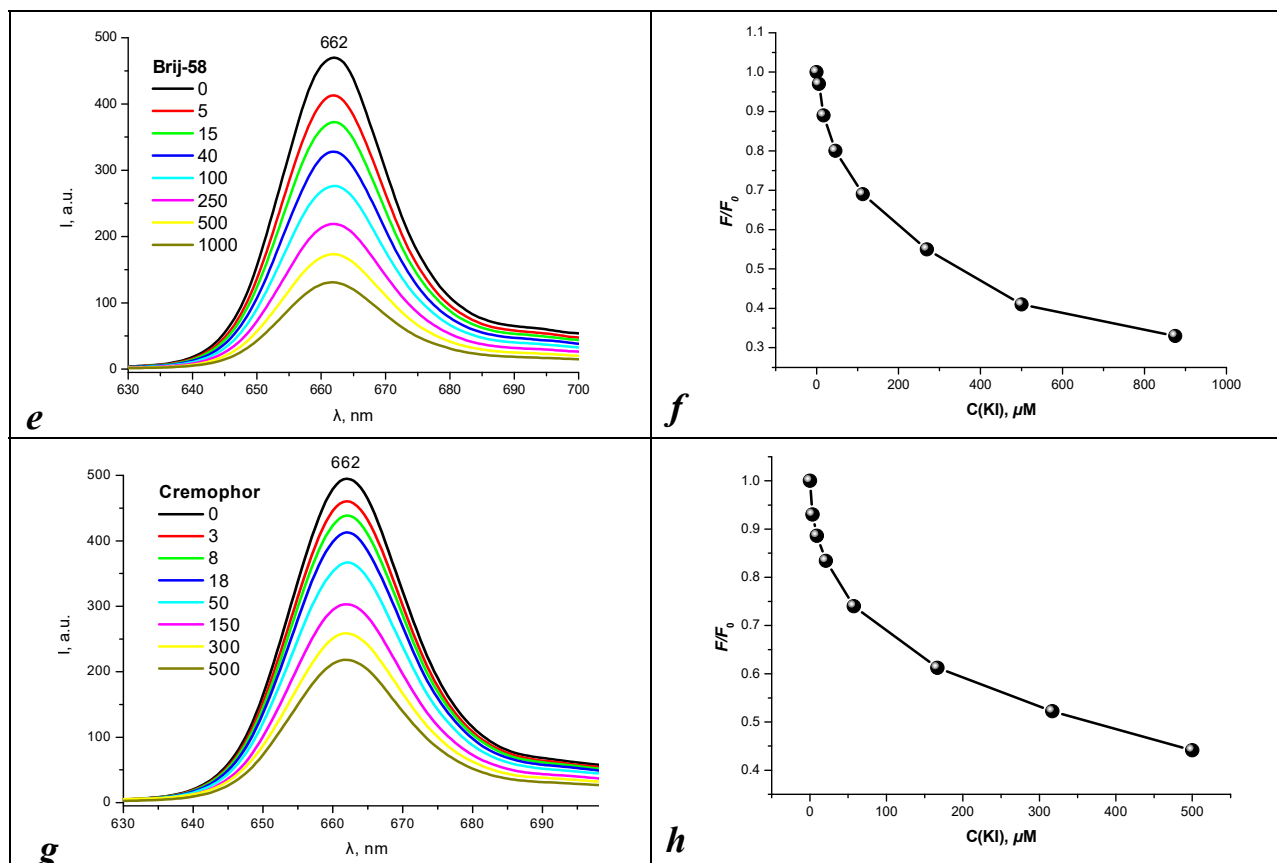 500
400
300
200
100
0
I, a.u.
662
Brij-58
0
5
15
40
100
250
500
1000
630 640 650 660 670 680 690 700
λ, nm
e
1.1
1.0
0.9
0.8
0.7
0.6
0.5
0.4
0.3
F/F0
0 200 400 600 800 1000
C(KI), µM
f
500
400
300
200
100
0
I, a.u.
662
Cremophor
0
3
8
18
50
150
300
500
630 640 650 660 670 680 690
λ, nm
g
1.0
0.9
0.8
0.7
0.6
0.5
0.4
F/F0
0 100 200 300 400 500
C(KI), µM
h